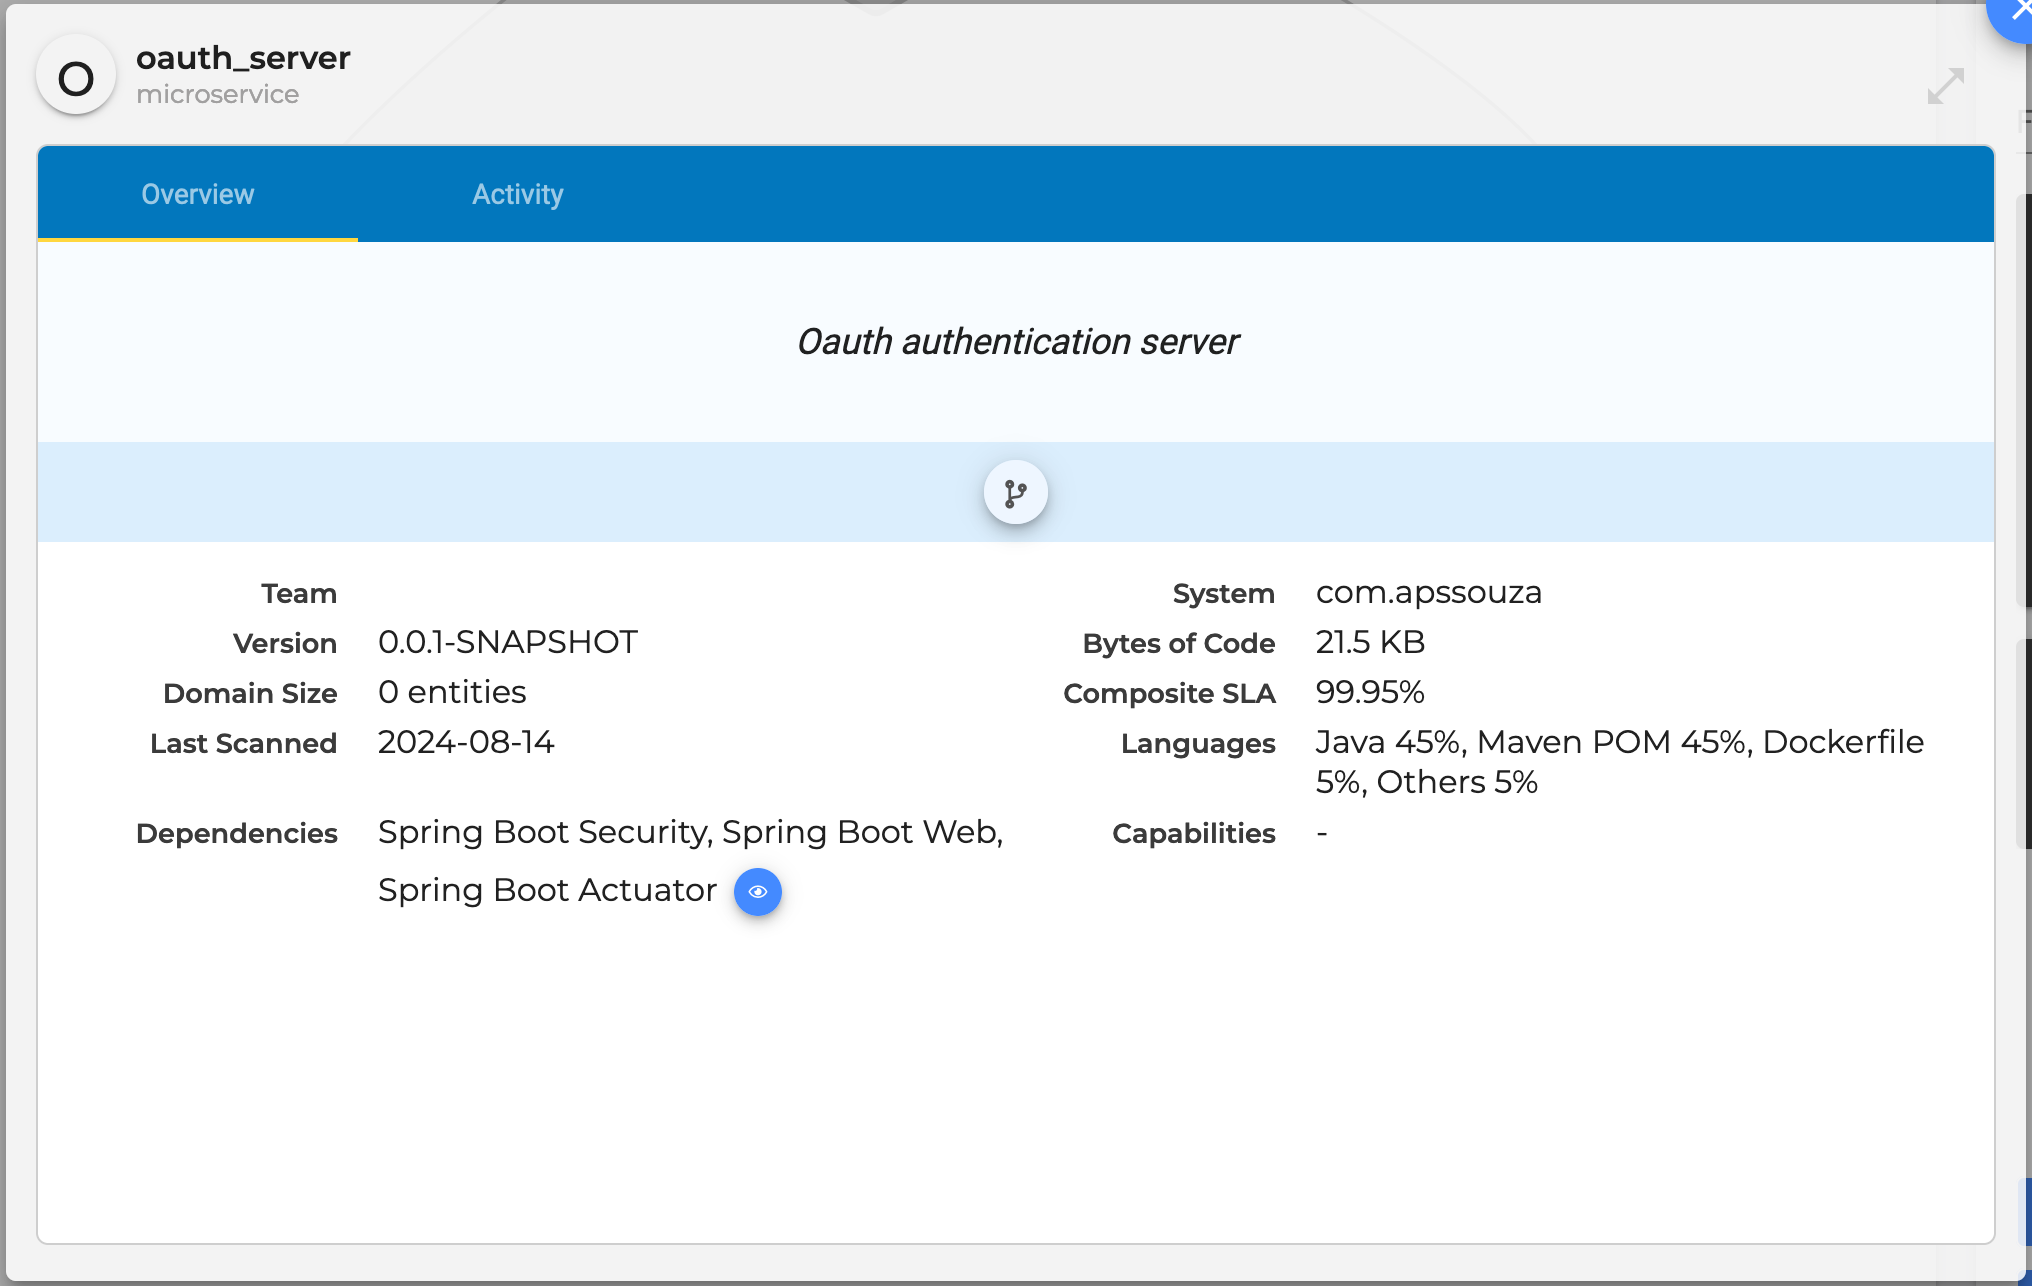 O
oauth_server
microservice
Overview
Activity
Oauth authentication server
Team
System com.apssouza
Version 0.0.1-SNAPSHOT
Bytes of Code 21.5 KB
Domain Size 0 entities
Composite SLA 99.95%
Last Scanned 2024-08-14
Languages Java 45%, Maven POM 45%, Dockerfile
5%, Others 5%
Dependencies Spring Boot Security, Spring Boot Web,
Spring Boot Actuator
Capabilities -